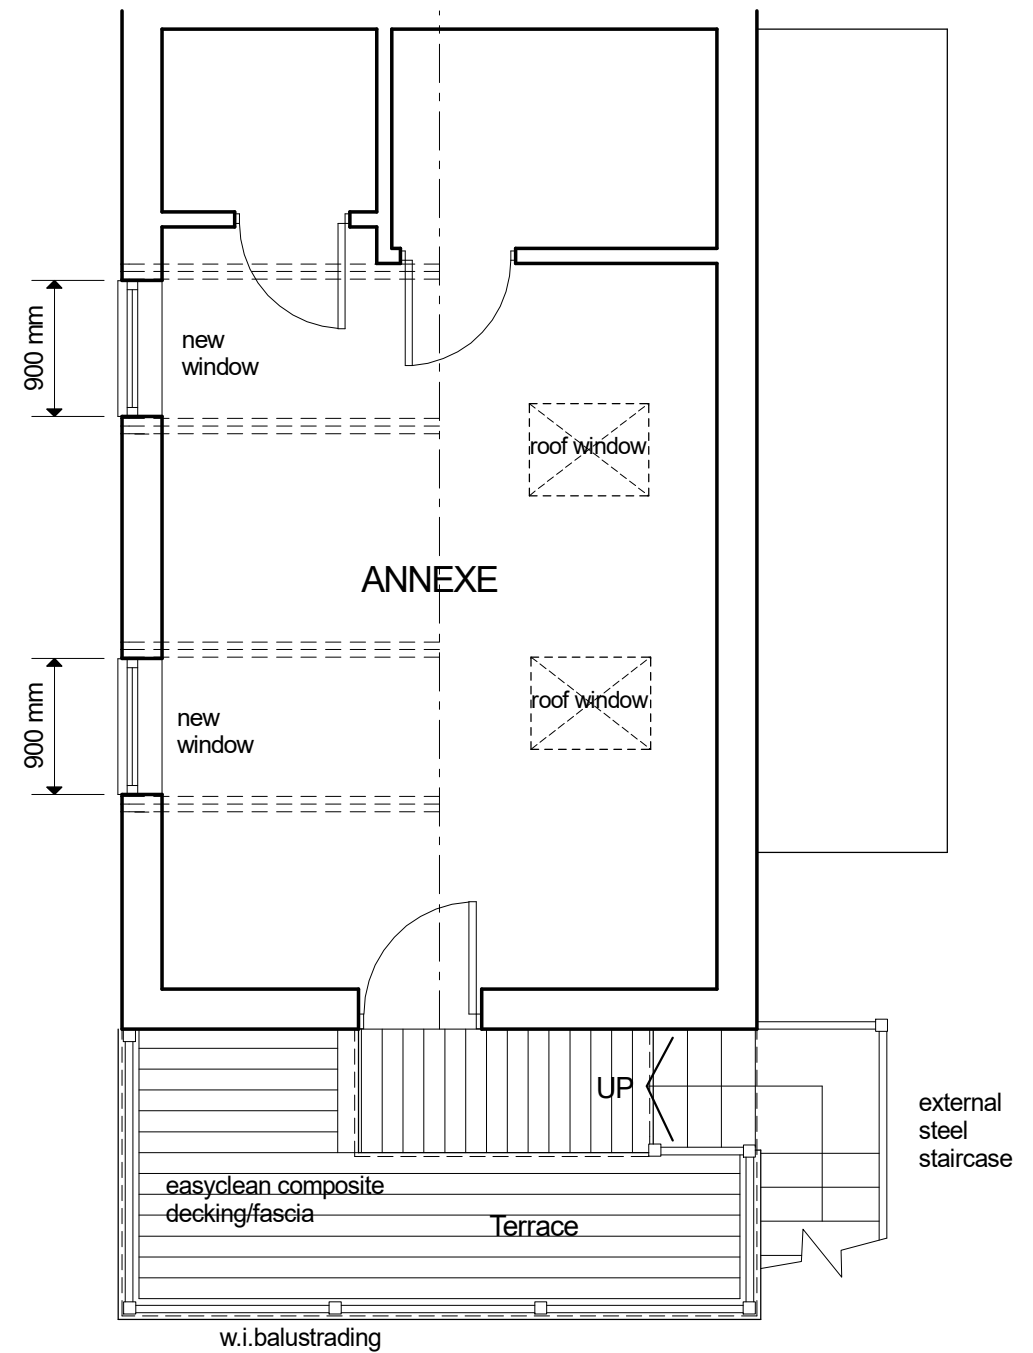 900 mm
new
window
roof window
ANNEXE
900 mm
new
window
roof window
UP
external
steel
staircase
easyclean composite
decking/fascia
Terrace
w.i.balustrading